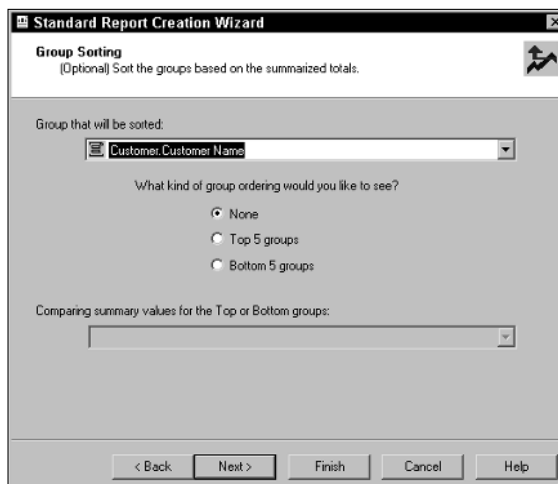 Standard Report Creation Wizard
Group Sorting
(Optional) Sort the groups based on the summarized totals.
Group that will be sorted:
Customer.Customer Name
What kind of group ordering would you like to see?
None
Top 5 groups
Bottom 5 groups
Comparing summary values for the Top or Bottom groups:
< Back Next > Finish Cancel Help